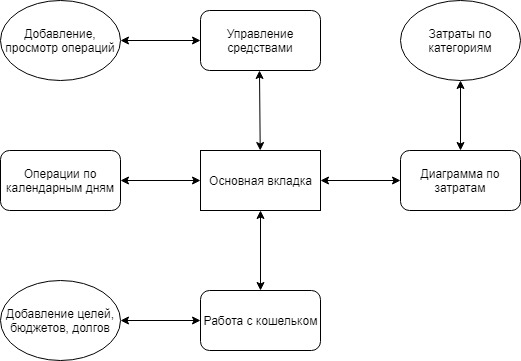 Добавление,
просмотр операций
Управление
средствами
Затраты по
категориям
Операции по
календарным дням
Основная вкладка
Диаграмма по
затратам
Добавление целей,
бюджетов, долгов
Работа с кошельком